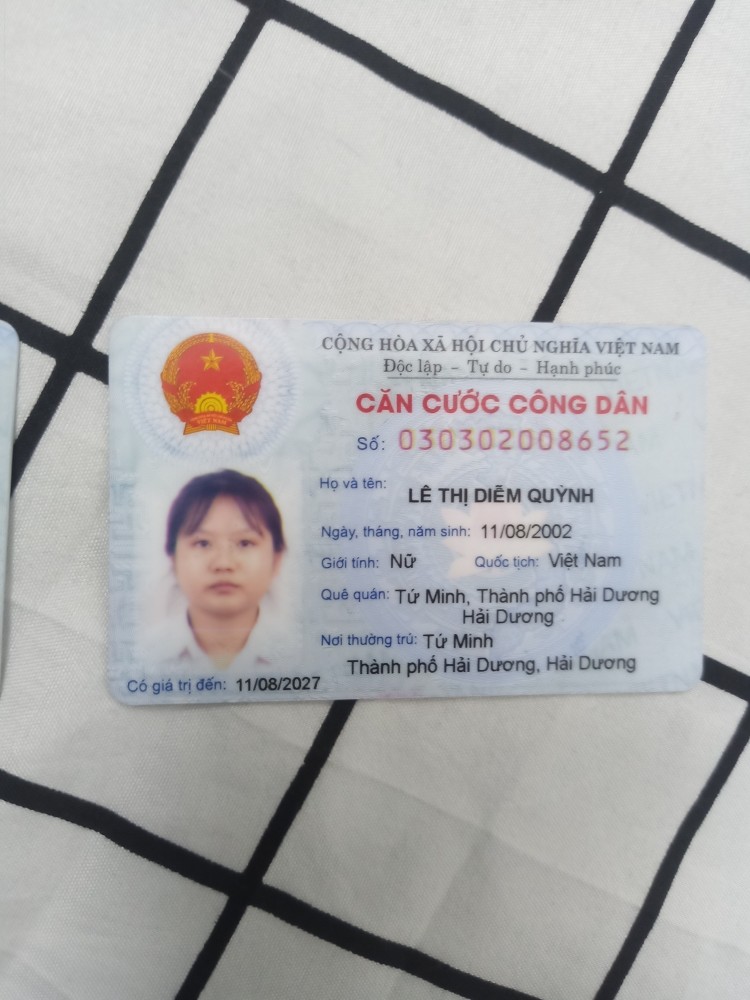 CỘNG HÒA XÃ HỘI CHỦ NGHĨA VIỆT NAM
Độc lập - Tự do - Hạnh phúc
CĂN CƯỚC CÔNG DÂN
Số: 030302008652
Họ và tên: LÊ THỊ DIỄM QUỲNH
Ngày, tháng, năm sinh: 11/08/2002
Giới tính: Nữ Quốc tịch: Việt Nam
Quê quán: Tứ Minh, Thành phố Hải Dương
Hải Dương
Nơi thường trú: Tứ Minh
Thành phố Hải Dương, Hải Dương
Có giá trị đến: 11/08/2027
VIỆT NAM